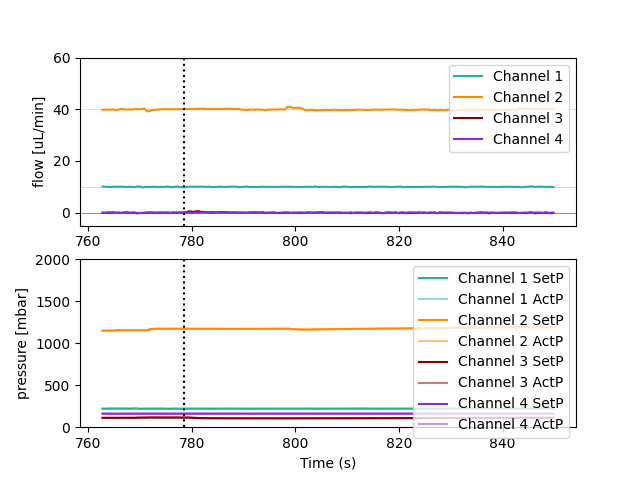 60
40
20
0
flow [uL/min]
Channel 1
Channel 2
Channel 3
Channel 4
760 780 800 820 840
2000
1500
1000
500
0
pressure [mbar]
Channel 1 SetP
Channel 1 ActP
Channel 2 SetP
Channel 2 ActP
Channel 3 SetP
Channel 3 ActP
Channel 4 SetP
Channel 4 ActP
760 780 800 820 840
Time (s)